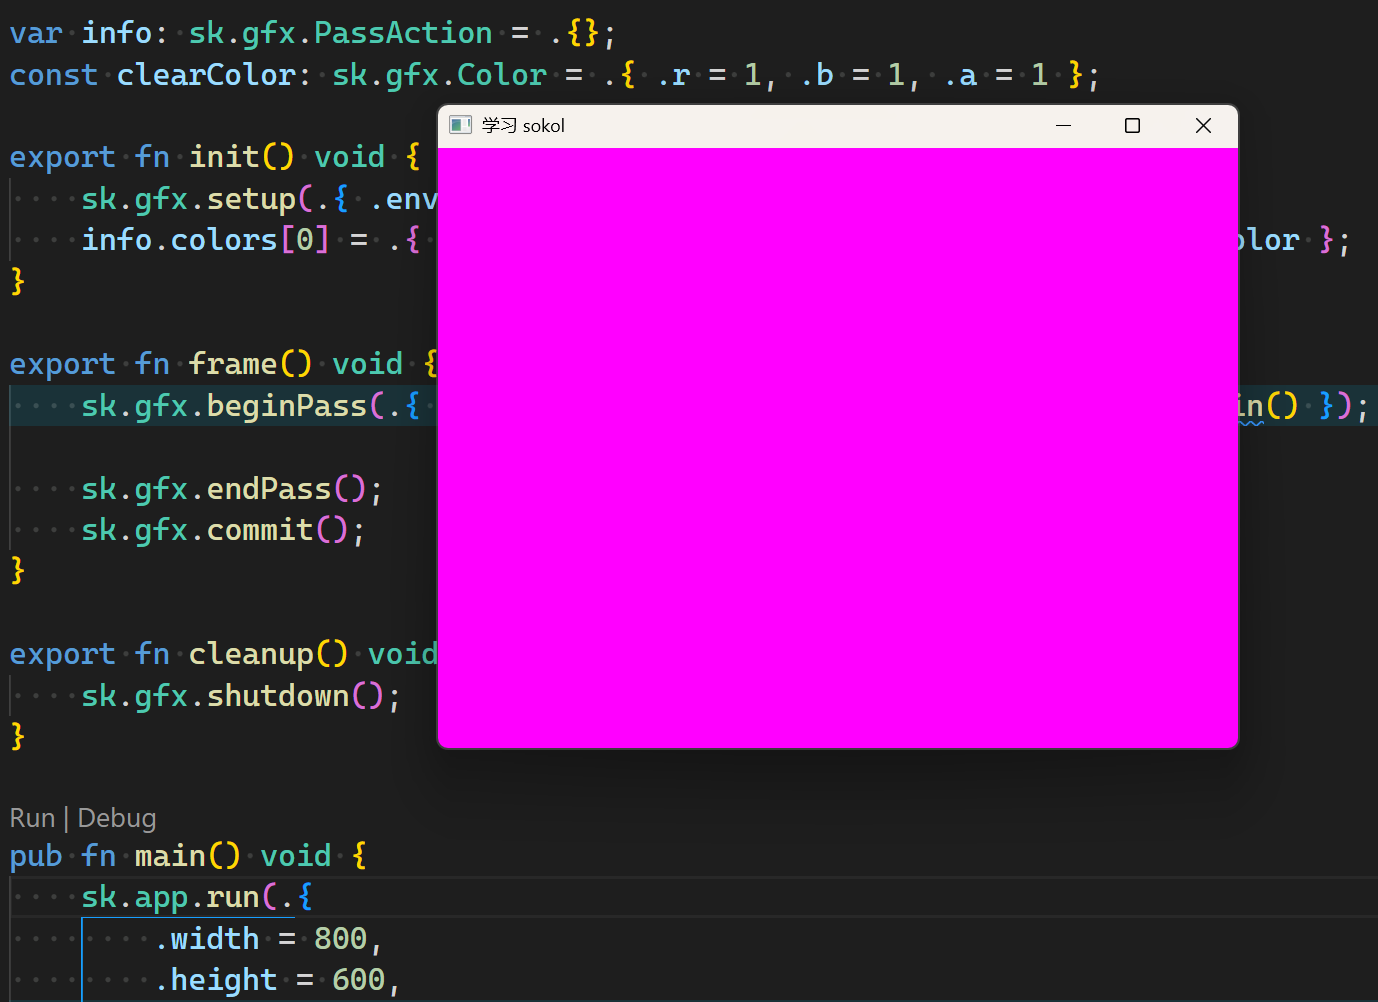 var info: sk.gfx.PassAction = .{};
const clearColor: sk.gfx.Color = .{ .r = 1, .b = 1, .a = 1 };
学习 sokol
export fn init() void {
sk.gfx.setup(.{ .env
info.colors[0] = .{ olor };
}
export fn frame() void {
sk.gfx.beginPass(.{ in() });
sk.gfx.endPass();
sk.gfx.commit();
}
export fn cleanup() void
sk.gfx.shutdown();
}
Run | Debug
pub fn main() void {
sk.app.run(.{
.width = 800,
.height = 600,